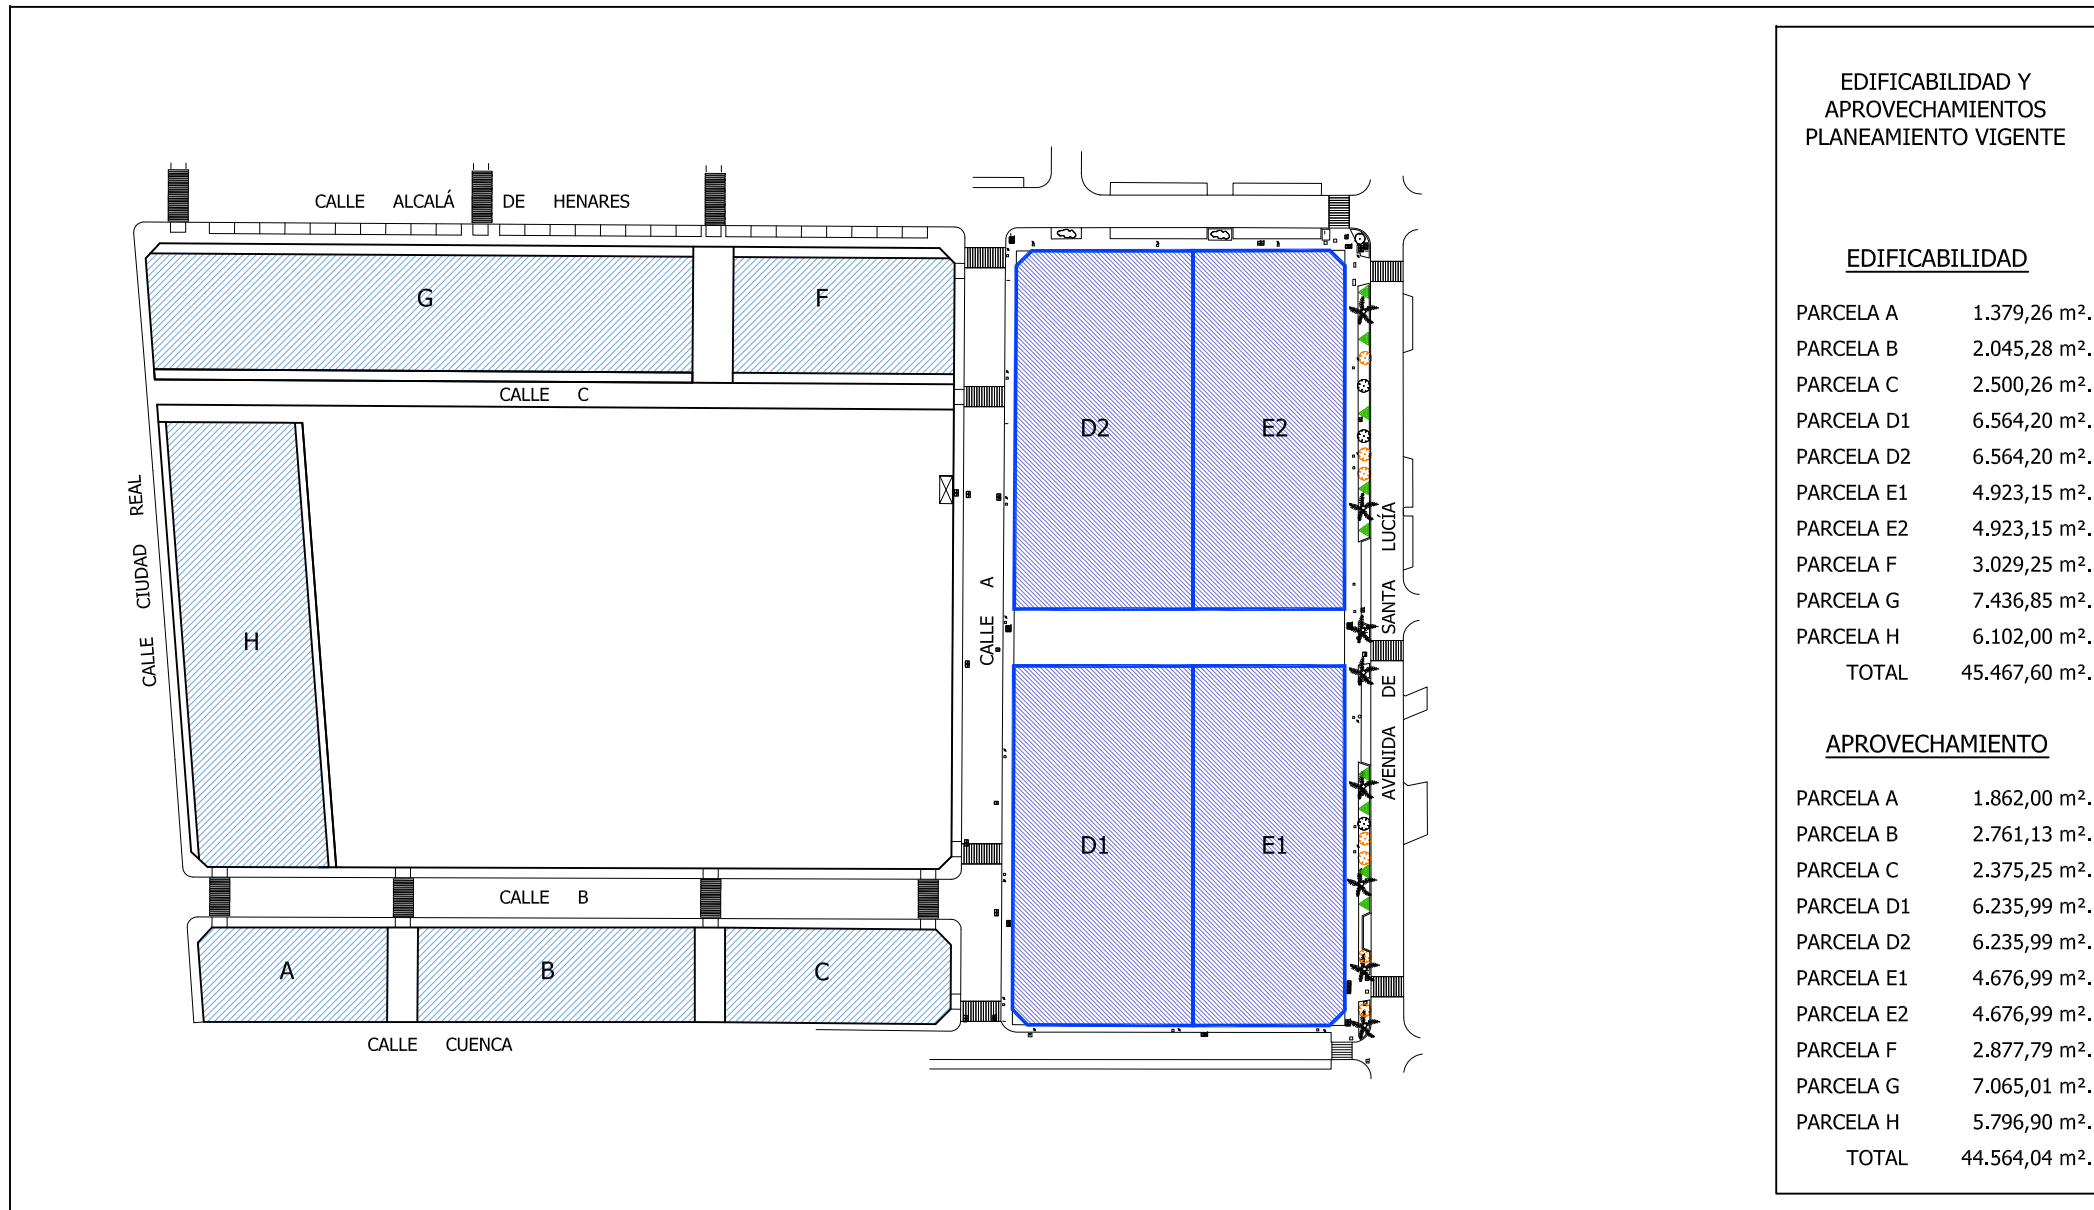 CALLE ALCALÁ DE HENARES
G
F
CALLE C
D2
E2
CALLE CIUDAD REAL
H
CALLE A
AVENIDA DE SANTA LUCÍA
D1
E1
CALLE B
A
B
C
CALLE CUENCA
EDIFICABILIDAD Y
APROVECHAMIENTOS
PLANEAMIENTO VIGENTE
EDIFICABILIDAD
PARCELA A 1.379,26 m².
PARCELA B 2.045,28 m².
PARCELA C 2.500,26 m².
PARCELA D1 6.564,20 m².
PARCELA D2 6.564,20 m².
PARCELA E1 4.923,15 m².
PARCELA E2 4.923,15 m².
PARCELA F 3.029,25 m².
PARCELA G 7.436,85 m².
PARCELA H 6.102,00 m².
TOTAL 45.467,60 m².
APROVECHAMIENTO
PARCELA A 1.862,00 m².
PARCELA B 2.761,13 m².
PARCELA C 2.375,25 m².
PARCELA D1 6.235,99 m².
PARCELA D2 6.235,99 m².
PARCELA E1 4.676,99 m².
PARCELA E2 4.676,99 m².
PARCELA F 2.877,79 m².
PARCELA G 7.065,01 m².
PARCELA H 5.796,90 m².
TOTAL 44.564,04 m².